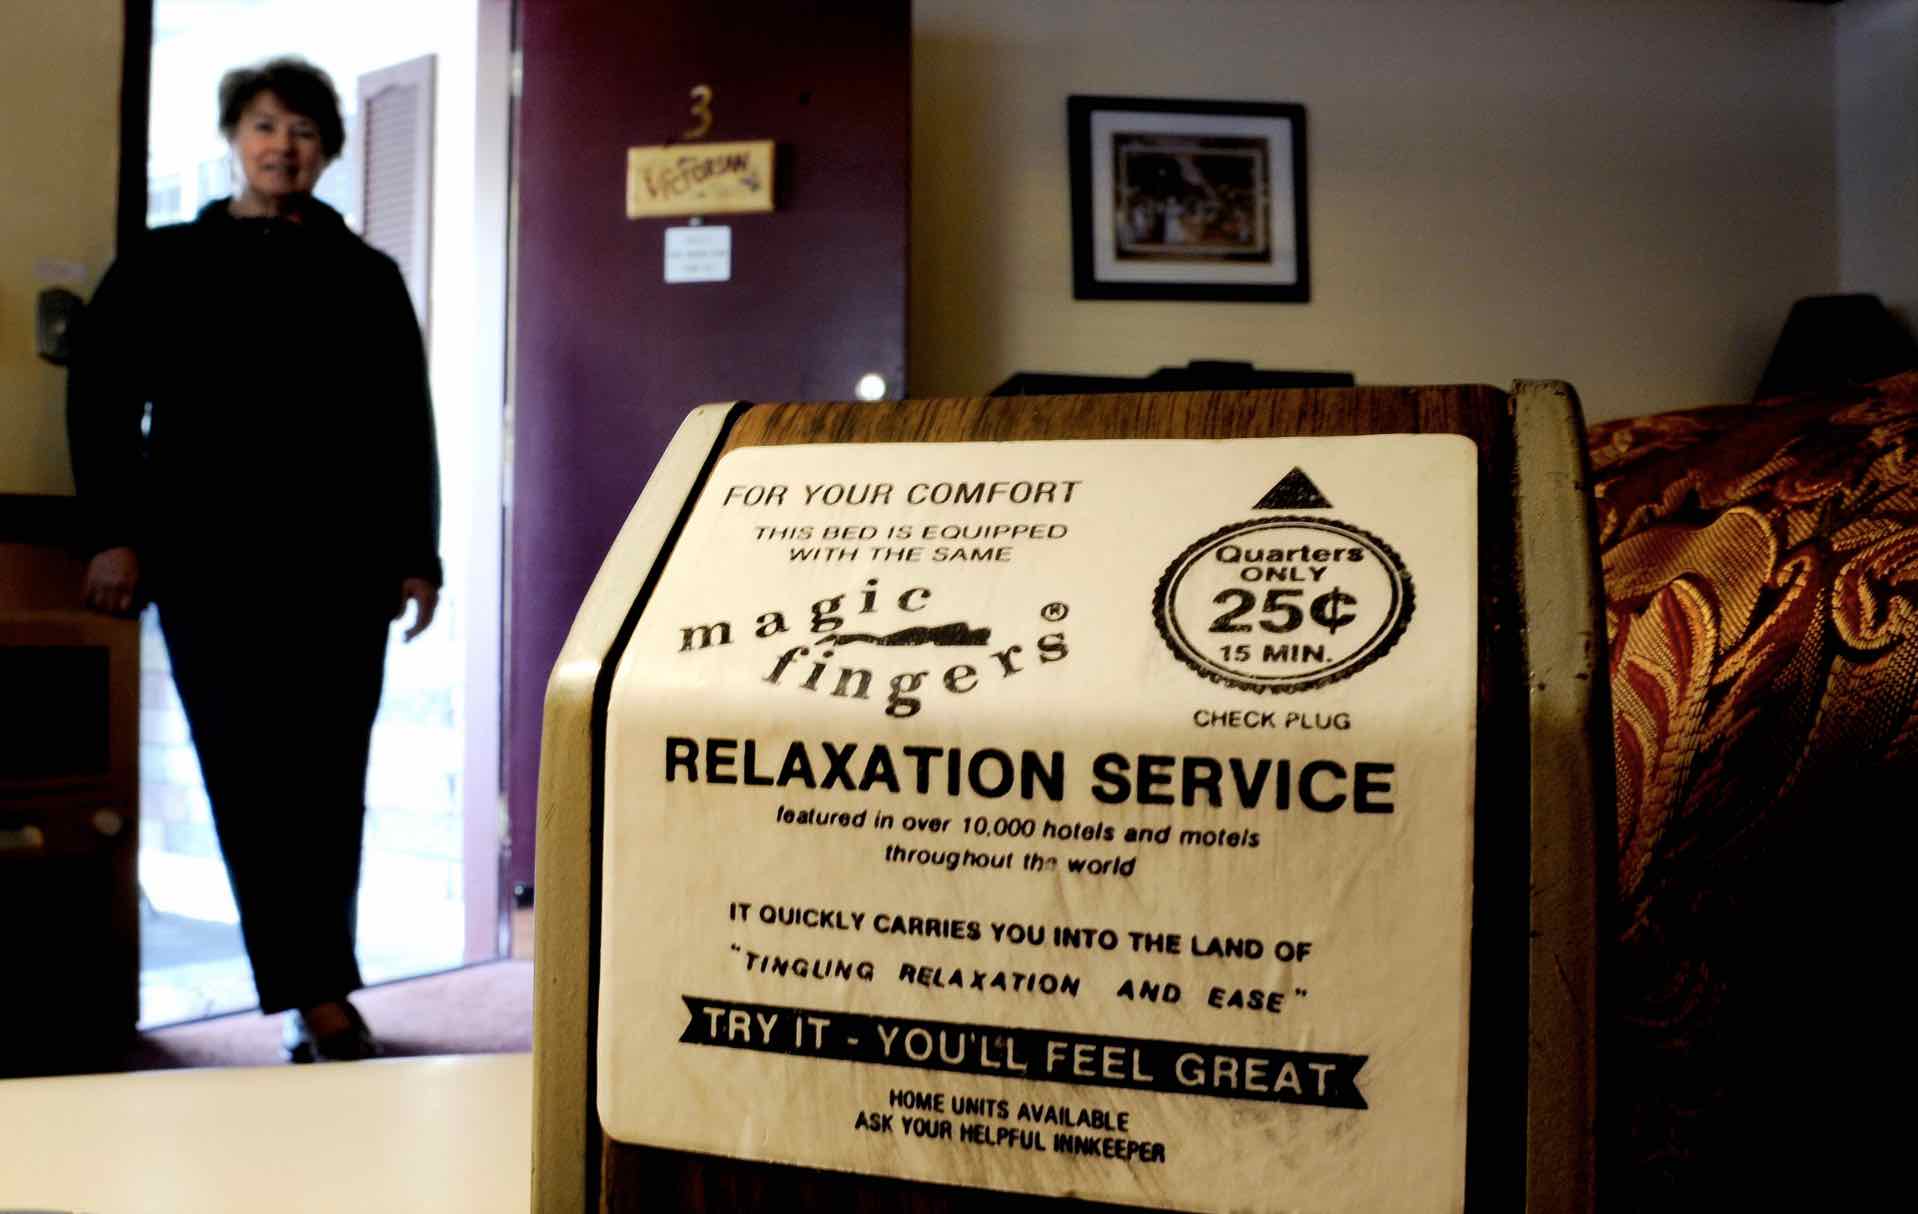 3
VICTORIAN
FOR YOUR COMFORT
THIS BED IS EQUIPPED
WITH THE SAME
magic
fingers®
Quarters
ONLY
25¢
15 MIN.
CHECK PLUG
RELAXATION SERVICE
featured in over 10,000 hotels and motels
throughout the world
IT QUICKLY CARRIES YOU INTO THE LAND OF
"TINGLING RELAXATION AND EASE"
TRY IT - YOU'LL FEEL GREAT
HOME UNITS AVAILABLE
ASK YOUR HELPFUL INNKEEPER